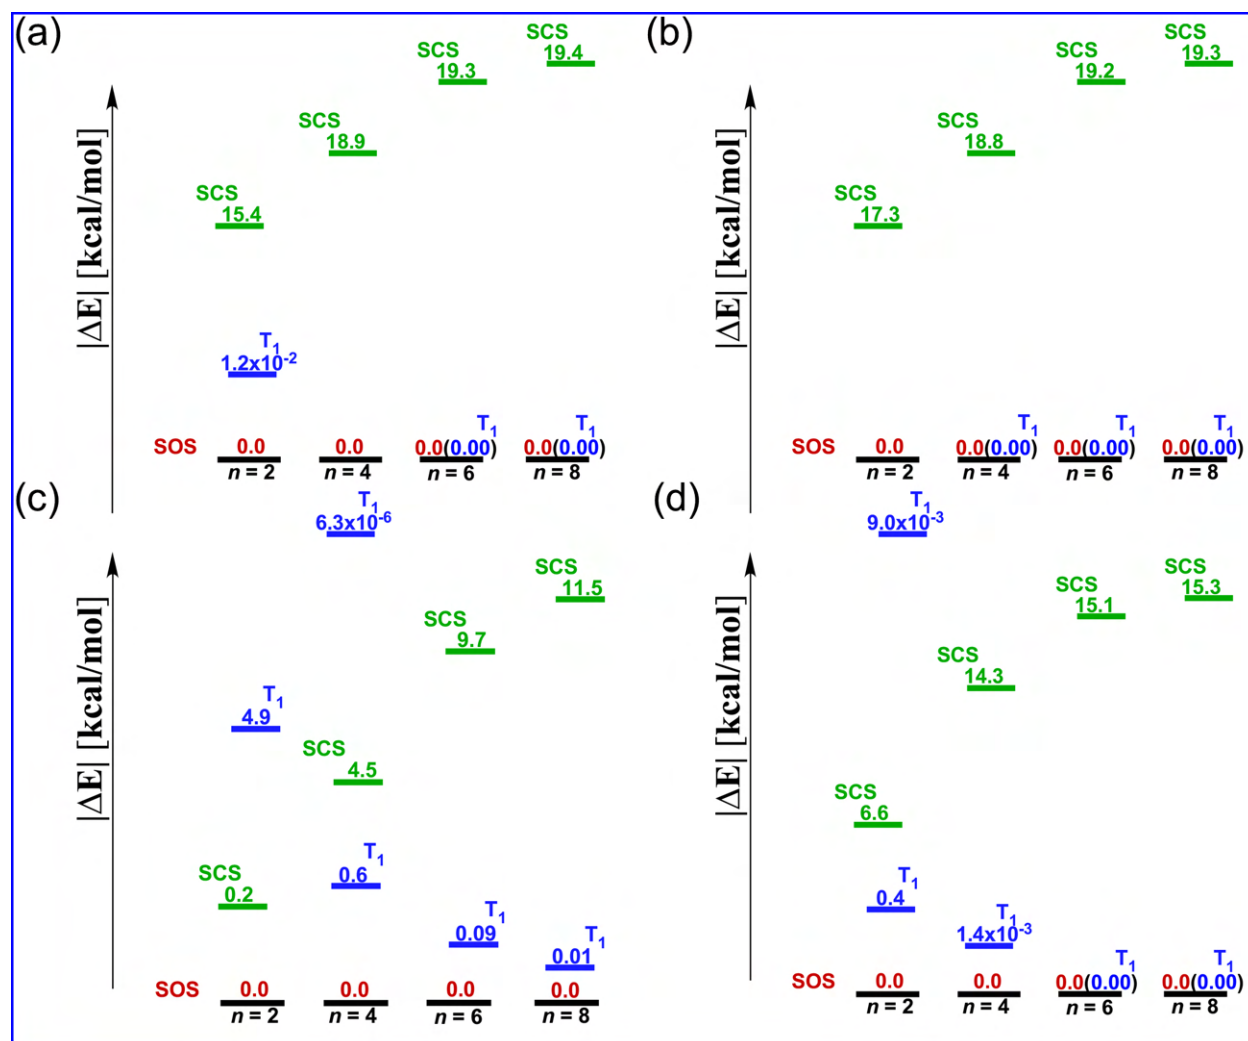 (a)
SCS
19.4
SCS
19.3
SCS
18.9
SCS
15.4
|ΔE| [kcal/mol]
T1
1.2x10-2
T1
T1
SOS
0.0
0.0
0.0(0.00)
0.0(0.00)
n = 2
n = 4
n = 6
n = 8
T1
6.3x10-6
(b)
SCS
19.3
SCS
19.2
SCS
18.8
SCS
17.3
|ΔE| [kcal/mol]
T1
T1
T1
SOS
0.0
0.0(0.00)
0.0(0.00)
0.0(0.00)
n = 2
n = 4
n = 6
n = 8
T1
9.0x10-3
(c)
SCS
11.5
SCS
9.7
|ΔE| [kcal/mol]
T1
4.9
SCS
4.5
T1
0.6
SCS
0.2
T1
0.09
T1
0.01
SOS
0.0
0.0
0.0
0.0
n = 2
n = 4
n = 6
n = 8
(d)
SCS
15.3
SCS
15.1
SCS
14.3
|ΔE| [kcal/mol]
SCS
6.6
T1
0.4
T1
1.4x10-3
T1
T1
SOS
0.0
0.0
0.0(0.00)
0.0(0.00)
n = 2
n = 4
n = 6
n = 8